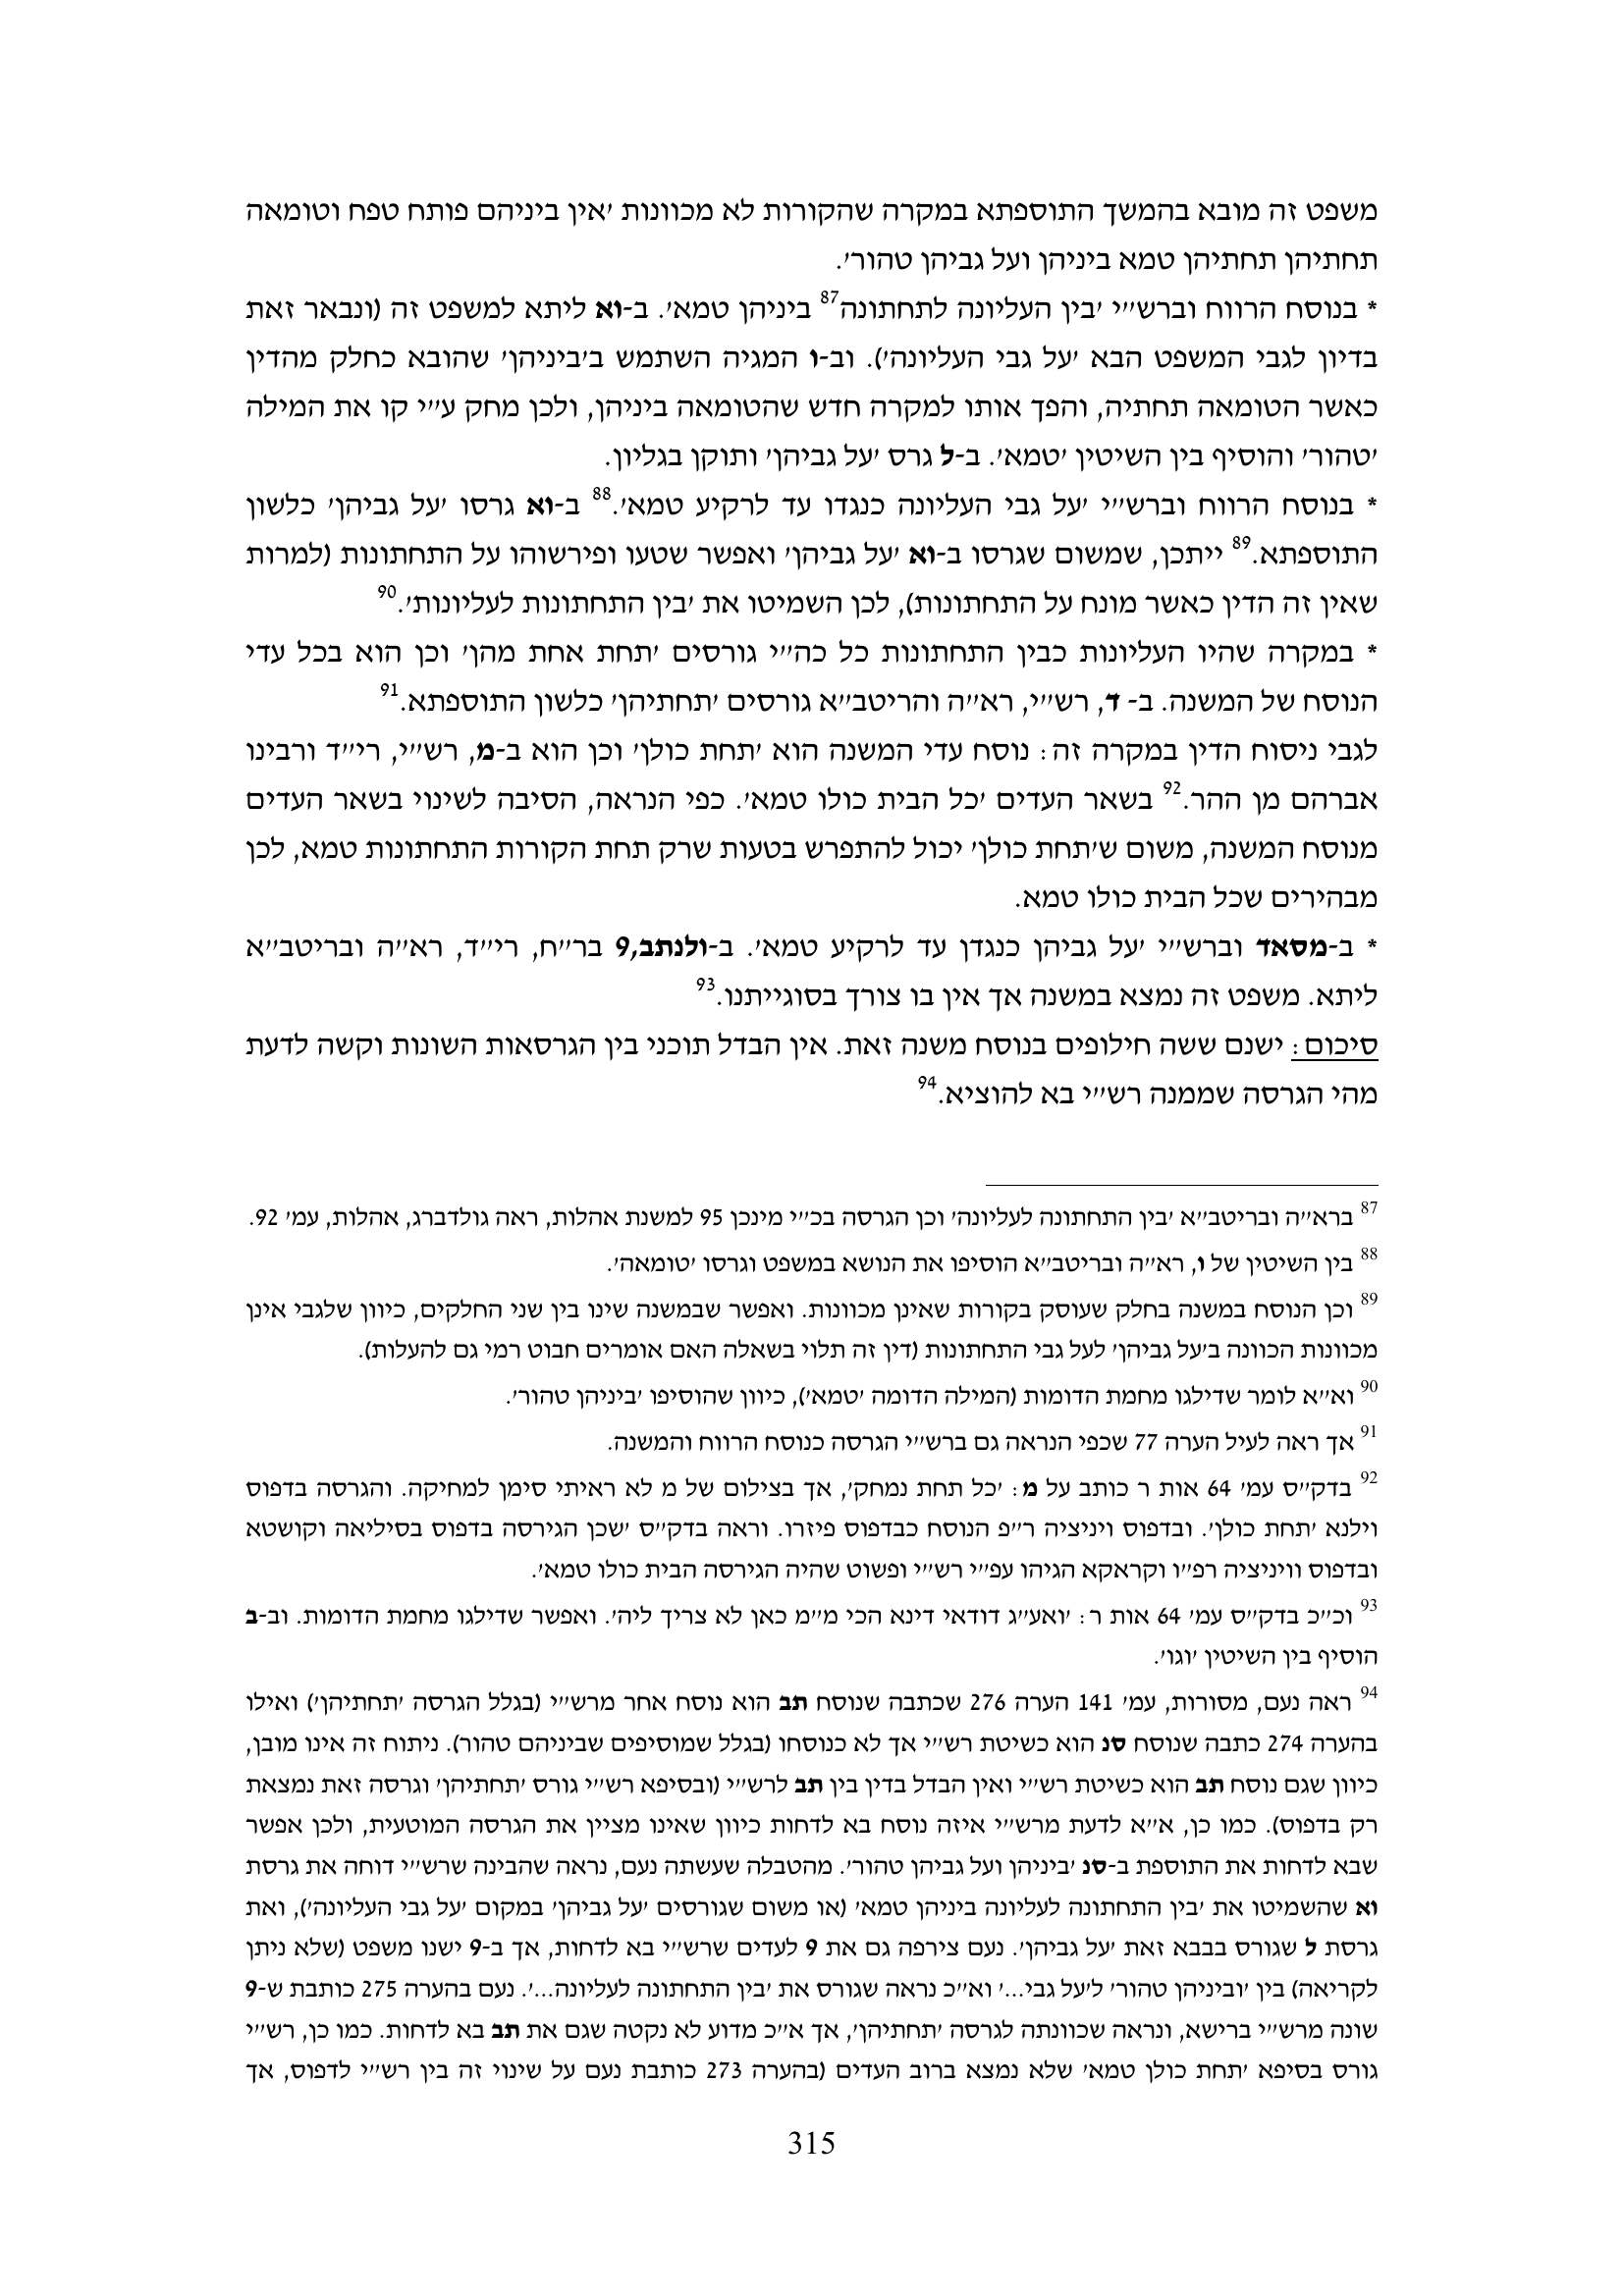 משפט זה מובא בהמשך התוספתא במקרה שהקורות לא מכוונות 'אין ביניהם פותח טפח וטומאה
תחתיהן תחתיהן טמא ביניהן ועל גביהן טהור'.
* בנוסח הרווח וברש"י 'בין העליונה לתחתונה87 ביניהן טמא'. ב-וא ליתא למשפט זה (ונבאר זאת
בדיון לגבי המשפט הבא 'על גבי העליונה'). וב-ו המגיה השתמש ב'ביניהן' שהובא כחלק מהדין
כאשר הטומאה תחתיה, והפך אותו למקרה חדש שהטומאה ביניהן, ולכן מחק ע"י קו את המילה
'טהור' והוסיף בין השיטין 'טמא'. ב-ל גרס 'על גביהן' ותוקן בגליון.
* בנוסח הרווח וברש"י 'על גבי העליונה כנגדו עד לרקיע טמא'.88 ב-וא גרסו 'על גביהן' כלשון
התוספתא.89 ייתכן, שמשום שגרסו ב-וא 'על גביהן' ואפשר שטעו ופירשוהו על התחתונות (למרות
שאין זה הדין כאשר מונח על התחתונות), לכן השמיטו את 'בין התחתונות לעליונות'.90
* במקרה שהיו העליונות כבין התחתונות כל כה"י גורסים 'תחת אחת מהן' וכן הוא בכל עדי
הנוסח של המשנה. ב- ד, רש"י, רא"ה והריטב"א גורסים 'תחתיהן' כלשון התוספתא.91
לגבי ניסוח הדין במקרה זה: נוסח עדי המשנה הוא 'תחת כולן' וכן הוא ב-מ, רש"י, רי"ד ורבינו
אברהם מן ההר.92 בשאר העדים 'כל הבית כולו טמא'. כפי הנראה, הסיבה לשינוי בשאר העדים
מנוסח המשנה, משום ש'תחת כולן' יכול להתפרש בטעות שרק תחת הקורות התחתונות טמא, לכן
מבהירים שכל הבית כולו טמא.
* ב-מסאד וברש"י 'על גביהן כנגדן עד לרקיע טמא'. ב-ולנתב,9 בר"ח, רי"ד, רא"ה ובריטב"א
ליתא. משפט זה נמצא במשנה אך אין בו צורך בסוגייתנו.93
סיכום: ישנם ששה חילופים בנוסח משנה זאת. אין הבדל תוכני בין הגרסאות השונות וקשה לדעת
מהי הגרסה שממנה רש"י בא להוציא.94
87 ברא"ה ובריטב"א 'בין התחתונה לעליונה' וכן הגרסה בכ"י מינכן 95 למשנת אהלות, ראה גולדברג, אהלות, עמ' 92.
88 בין השיטין של ו, רא"ה ובריטב"א הוסיפו את הנושא במשפט וגרסו 'טומאה'.
89 וכן הנוסח במשנה בחלק שעוסק בקורות שאינן מכוונות. ואפשר שבמשנה שינו בין שני החלקים, כיוון שלגבי אינן
מכוונות הכוונה ב'על גביהן' לעל גבי התחתונות (דין זה תלוי בשאלה האם אומרים חבוט רמי גם להעלות).
90 וא"א לומר שדילגו מחמת הדומות (המילה הדומה 'טמא'), כיוון שהוסיפו 'ביניהן טהור'.
91 אך ראה לעיל הערה 77 שכפי הנראה גם ברש"י הגרסה כנוסח הרווח והמשנה.
92 בדק"ס עמ' 64 אות ר כותב על מ: 'כל תחת נמחק', אך בצילום של מ לא ראיתי סימן למחיקה. והגרסה בדפוס
וילנא 'תחת כולן'. ובדפוס ויניציה ר"פ הנוסח כבדפוס פיזרו. וראה בדק"ס 'שכן הגירסה בדפוס בסיליאה וקושטא
ובדפוס וויניציה רפ"ו וקראקא הגיהו עפ"י רש"י ופשוט שהיה הגירסה הבית כולו טמא'.
93 וכ"כ בדק"ס עמ' 64 אות ר: 'ואע"ג דודאי דינא הכי מ"מ כאן לא צריך ליה'. ואפשר שדילגו מחמת הדומות. וב-ב
הוסיף בין השיטין 'וגו'.
94 ראה נעם, מסורות, עמ' 141 הערה 276 שכתבה שנוסח תב הוא נוסח אחר מרש"י (בגלל הגרסה 'תחתיהן') ואילו
בהערה 274 כתבה שנוסח סנ הוא כשיטת רש"י אך לא כנוסחו (בגלל שמוסיפים שביניהם טהור). ניתוח זה אינו מובן,
כיוון שגם נוסח תב הוא כשיטת רש"י ואין הבדל בדין בין תב לרש"י (ובסיפא רש"י גורס 'תחתיהן' וגרסה זאת נמצאת
רק בדפוס). כמו כן, א"א לדעת מרש"י איזה נוסח בא לדחות כיוון שאינו מציין את הגרסה המוטעית, ולכן אפשר
שבא לדחות את התוספת ב-סנ 'ביניהן ועל גביהן טהור'. מהטבלה שעשתה נעם, נראה שהבינה שרש"י דוחה את גרסת
וא שהשמיטו את 'בין התחתונה לעליונה ביניהן טמא' (או משום שגורסים 'על גביהן' במקום 'על גבי העליונה'), ואת
גרסת ל שגורס בבבא זאת 'על גביהן'. נעם צירפה גם את 9 לעדים שרש"י בא לדחות, אך ב-9 ישנו משפט (שלא ניתן
לקריאה) בין 'וביניהן טהור' ל'על גבי...' וא"כ נראה שגורס את 'בין התחתונה לעליונה...'. נעם בהערה 275 כותבת ש-9
שונה מרש"י ברישא, ונראה שכוונתה לגרסה 'תחתיהן', אך א"כ מדוע לא נקטה שגם את תב בא לדחות. כמו כן, רש"י
גורס בסיפא 'תחת כולן טמא' שלא נמצא ברוב העדים (בהערה 273 כותבת נעם על שינוי זה בין רש"י לדפוס, אך
315